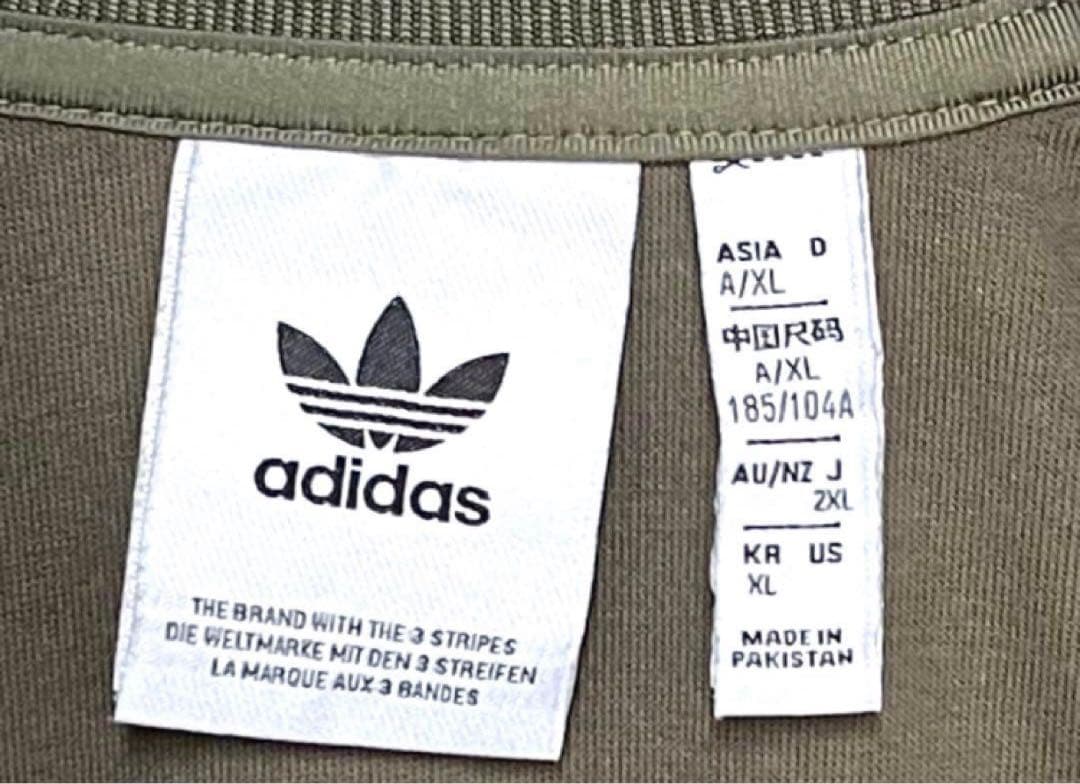 adidas
THE BRAND WITH THE 3 STRIPES
DIE WELTMARKE MIT DEN 3 STREIFEN
LA MARQUE AUX 3 BANDES
ASIA D
A/XL
中国尺码
A/XL
185/104A
AU/NZ J
2XL
KR US
XL
MADE IN
PAKISTAN